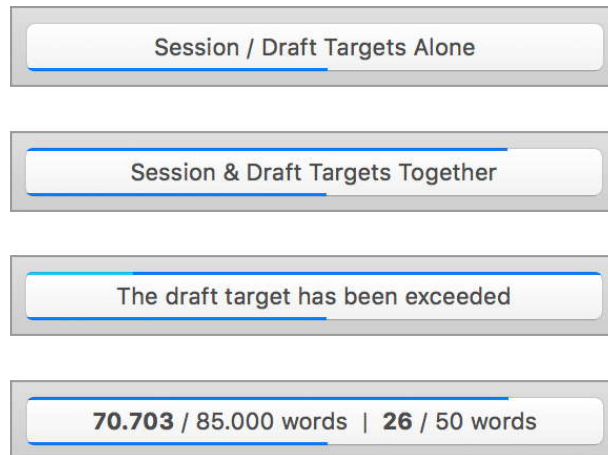 Session / Draft Targets Alone
Session & Draft Targets Together
The draft target has been exceeded
70.703 / 85.000 words | 26 / 50 words